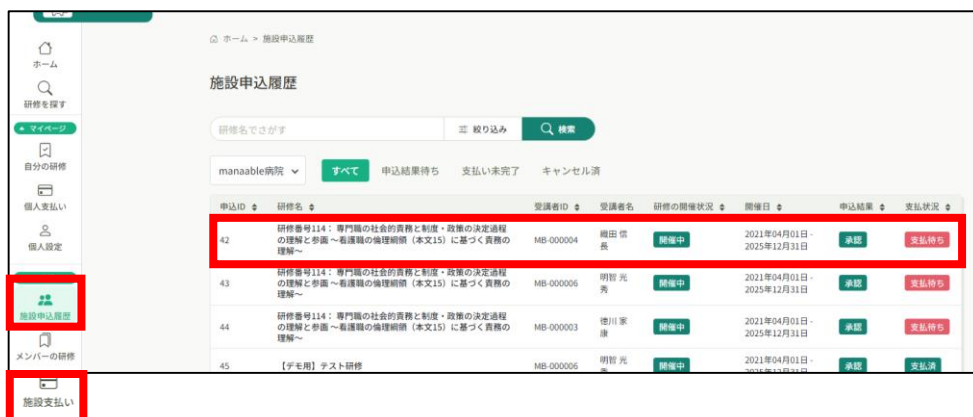 ホーム > 施設申込履歴
ホーム
研修を探す
マイページ
自分の研修
個人支払い
個人設定
施設申込履歴
メンバーの研修
施設支払い
施設申込履歴
研修名でさがす 絞り込み 検索
manaable病院 すべて 申込結果待ち 支払い未完了 キャンセル済
申込ID 研修名 受講者ID 受講者名 研修の開催状況 開催日 申込結果 支払状況
42 研修番号114: 専門職の社会的責務と制度・政策の決定過程
の理解と参画 ～看護職の倫理綱領（本文15）に基づく責務の
理解～ MB-000004 織田 信
長 開催中 2021年04月01日 -
2025年12月31日 承認 支払待ち
43 研修番号114: 専門職の社会的責務と制度・政策の決定過程
の理解と参画 ～看護職の倫理綱領（本文15）に基づく責務の
理解～ MB-000006 明智 光
秀 開催中 2021年04月01日 -
2025年12月31日 承認 支払待ち
44 研修番号114: 専門職の社会的責務と制度・政策の決定過程
の理解と参画 ～看護職の倫理綱領（本文15）に基づく責務の
理解～ MB-000003 徳川 家
康 開催中 2021年04月01日 -
2025年12月31日 承認 支払待ち
45 【デモ用】テスト研修 MB-000006 明智 光
開催中 2021年04月01日 -
2025年12月31日 承認 支払済